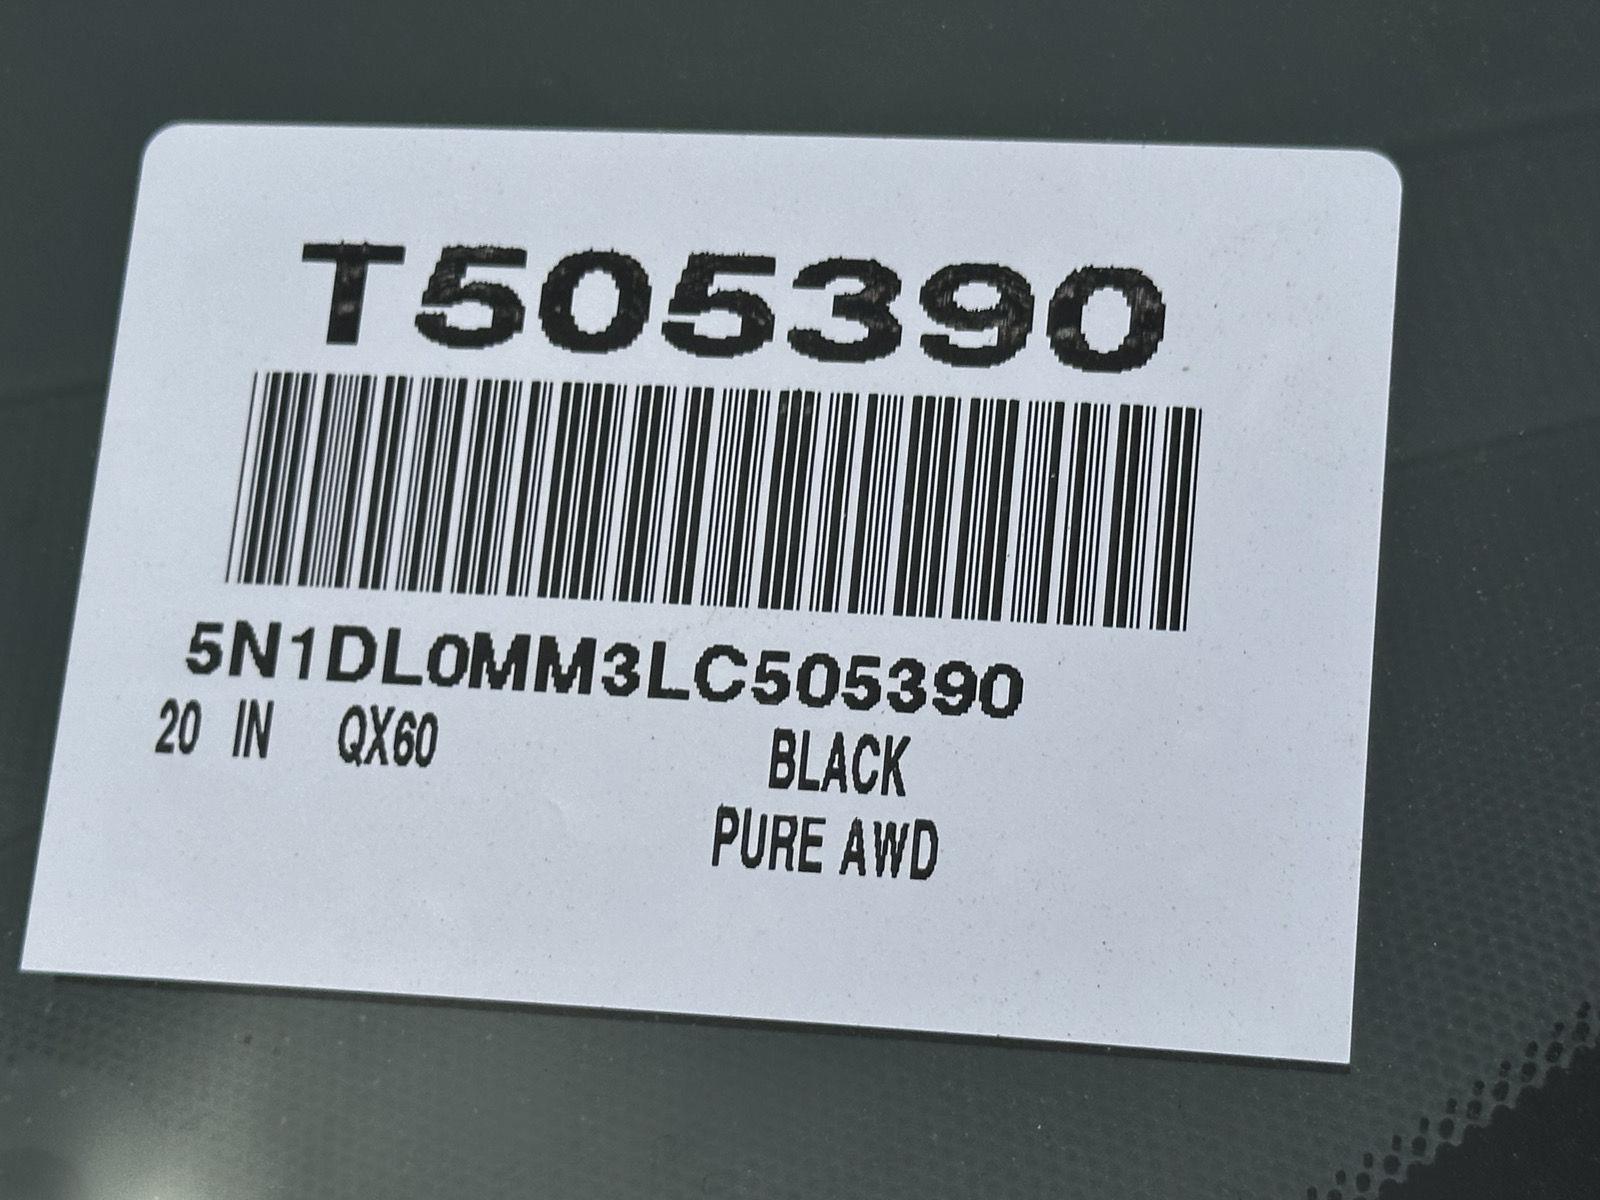 T505390
5N1DL0MM3LC505390
20 IN QX60 BLACK
PURE AWD